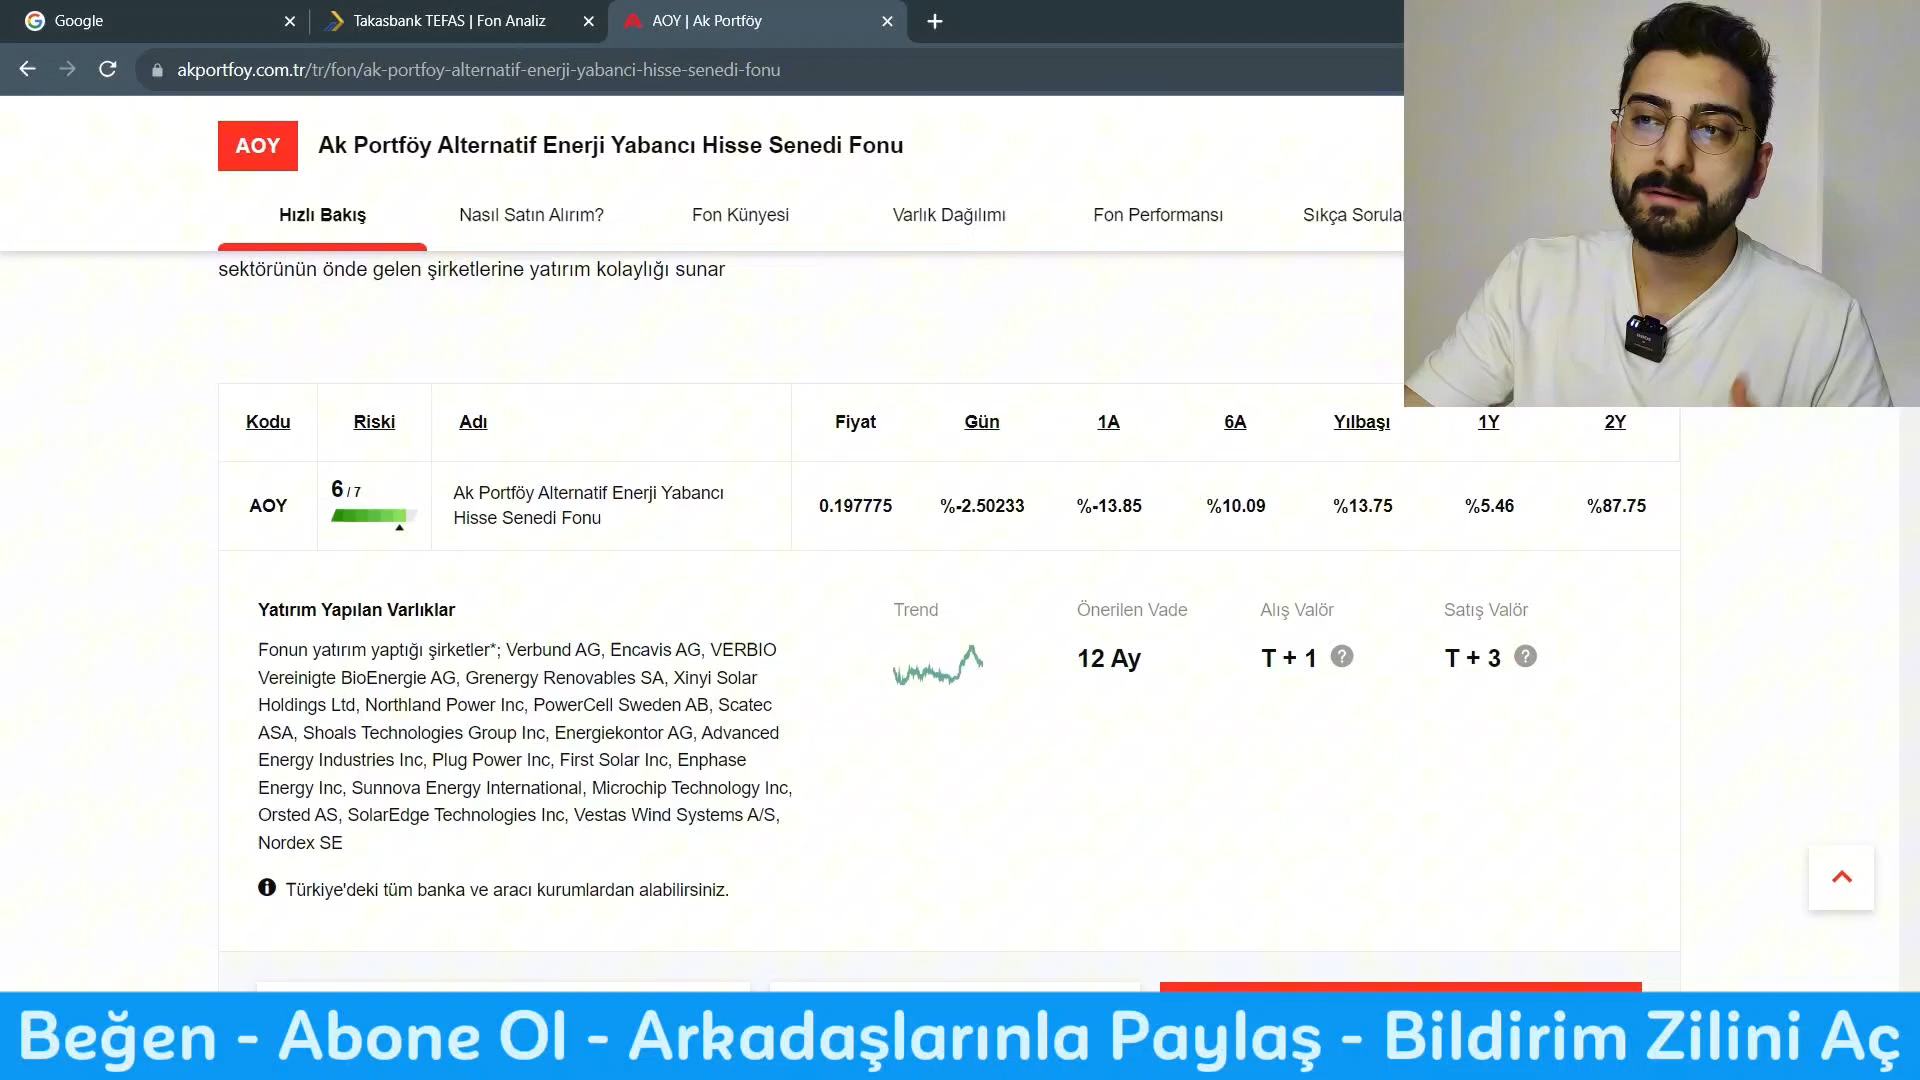 Google
Takasbank TEFAS | Fon Analiz
AOY | Ak Portföy
akportfoy.com.tr/tr/fon/ak-portfoy-alternatif-enerji-yabanci-hisse-senedi-fonu
AOY Ak Portföy Alternatif Enerji Yabancı Hisse Senedi Fonu
Hızlı Bakış Nasıl Satın Alırım? Fon Künyesi Varlık Dağılımı Fon Performansı Sıkça Sorular
sektörünün önde gelen şirketlerine yatırım kolaylığı sunar
Kodu Riski Adı Fiyat Gün 1A 6A Yılbaşı 1Y 2Y
AOY 6 / 7 Ak Portföy Alternatif Enerji Yabancı 0.197775 %-2.50233 %-13.85 %10.09 %13.75 %5.46 %87.75
Hisse Senedi Fonu
Yatırım Yapılan Varlıklar
Fonun yatırım yaptığı şirketler*; Verbund AG, Encavis AG, VERBIO
Vereinigte BioEnergie AG, Grenergy Renovables SA, Xinyi Solar
Holdings Ltd, Northland Power Inc, PowerCell Sweden AB, Scatec
ASA, Shoals Technologies Group Inc, Energiekontor AG, Advanced
Energy Industries Inc, Plug Power Inc, First Solar Inc, Enphase
Energy Inc, Sunnova Energy International, Microchip Technology Inc,
Orsted AS, SolarEdge Technologies Inc, Vestas Wind Systems A/S,
Nordex SE
Türkiye'deki tüm banka ve aracı kurumlardan alabilirsiniz.
Trend
Önerilen Vade
12 Ay
Alış Valör
T + 1 ?
Satış Valör
T + 3 ?
Beğen - Abone Ol - Arkadaşlarınla Paylaş - Bildirim Zilini Aç